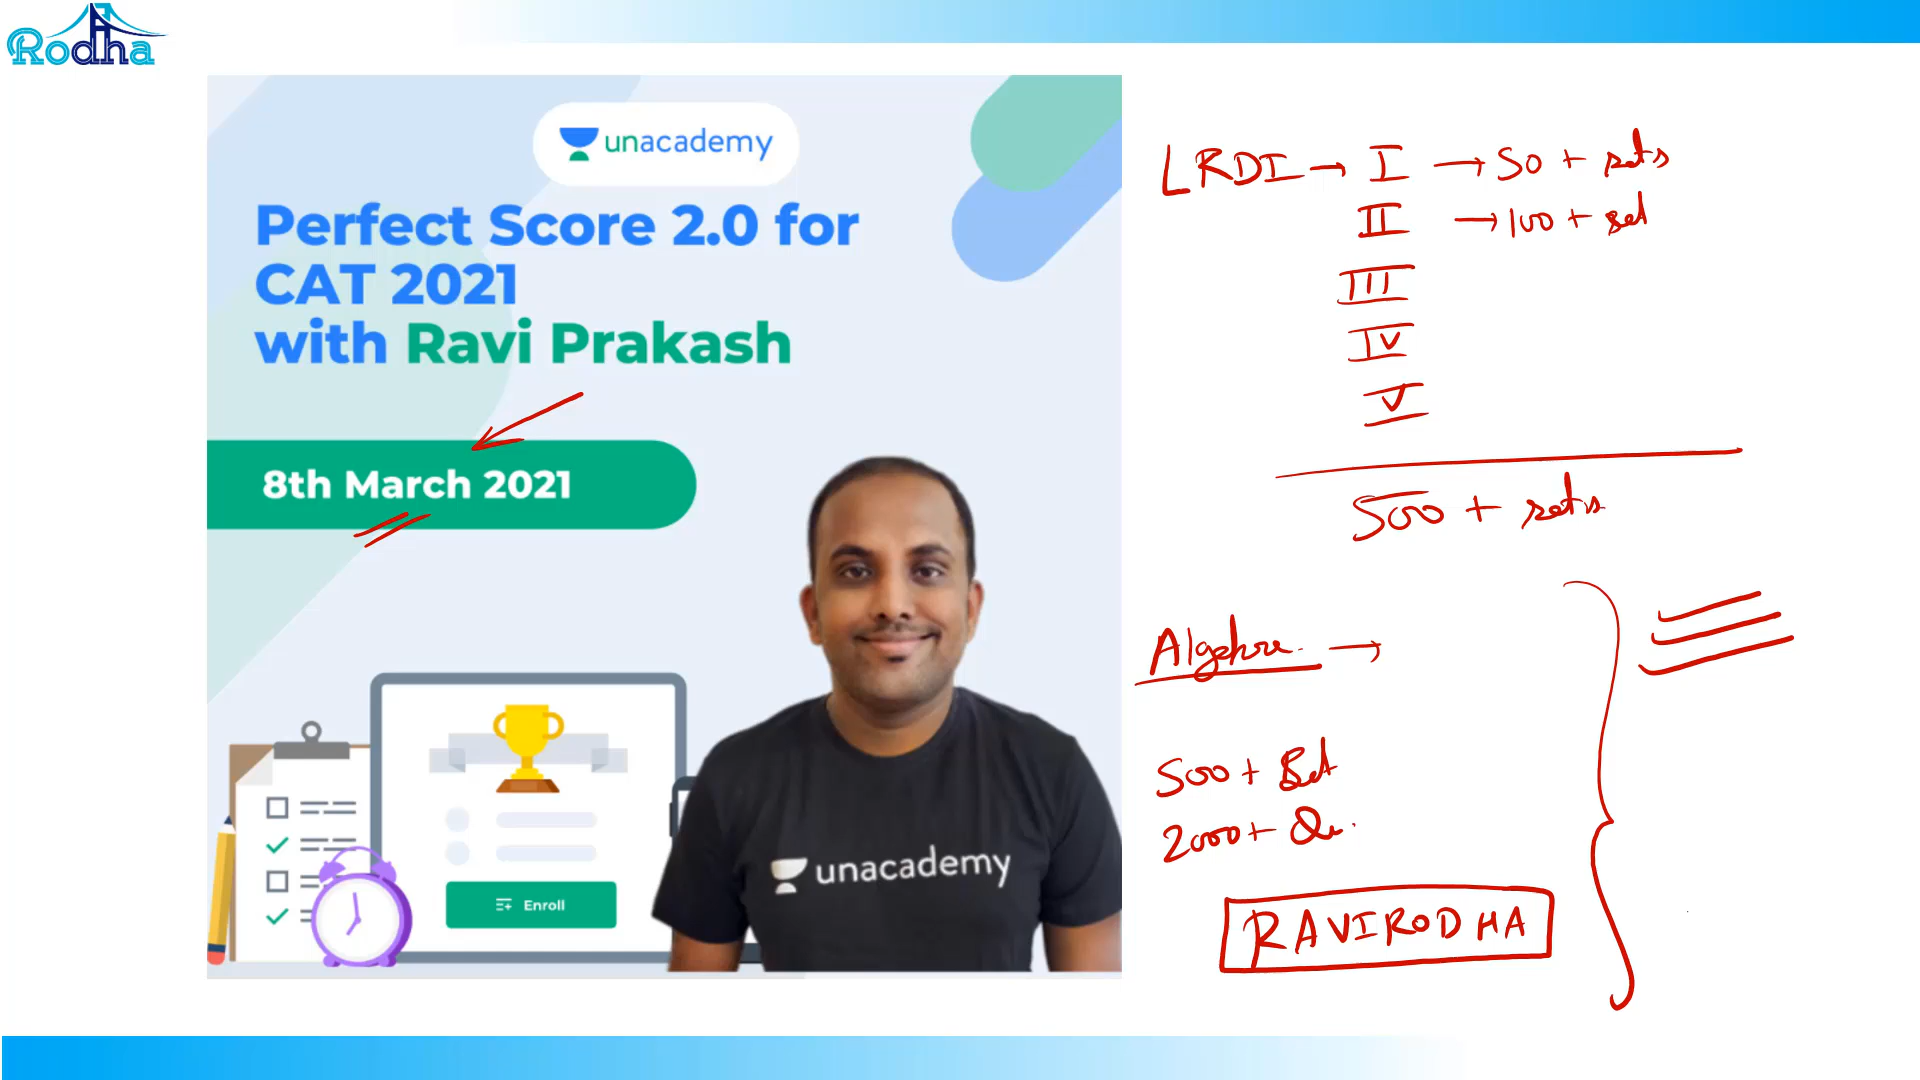 Rodha
unacademy
Perfect Score 2.0 for
CAT 2021
with Ravi Prakash
8th March 2021
Enroll
unacademy
LRDI → I → 50 + sets
II → 100 + set
III
IV
V
500 + sets
Algebra →
500 + Set
2000 + Qu.
RAVIRODHA